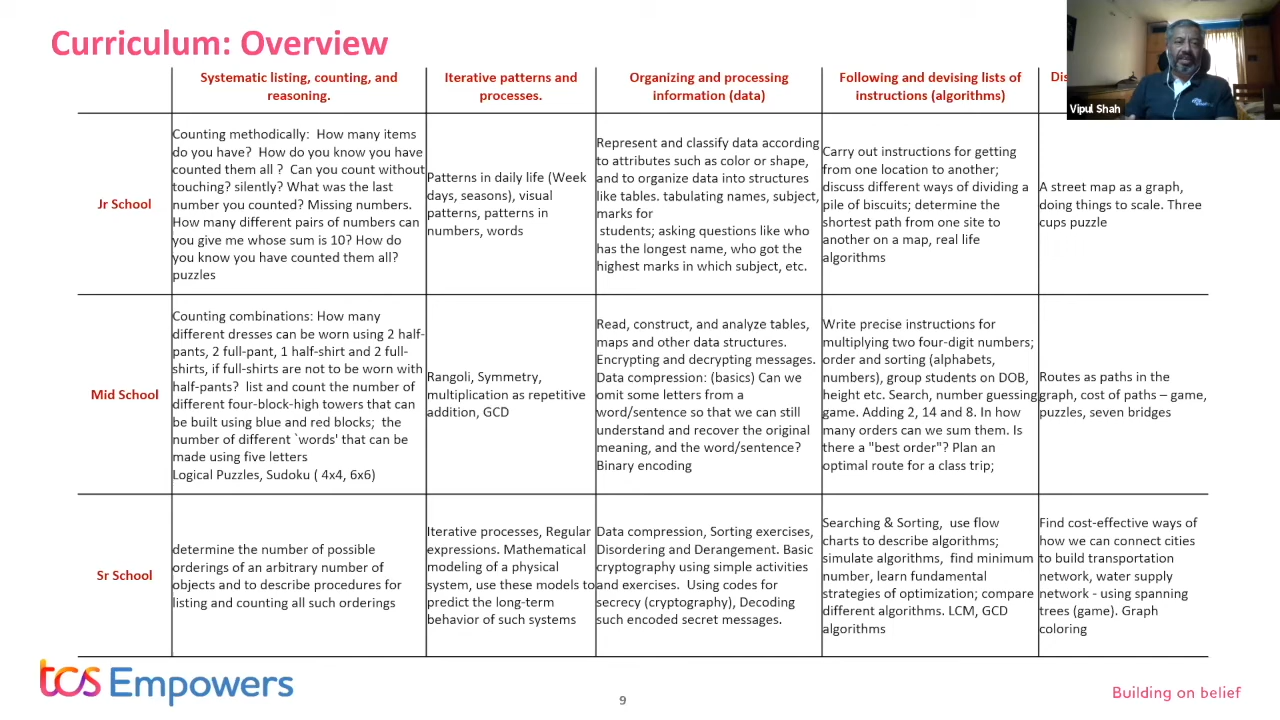 Curriculum: Overview
Systematic listing, counting, and
reasoning.
Iterative patterns and
processes.
Organizing and processing
information (data)
Following and devising lists of
instructions (algorithms)
Vipul Shah
Jr School
Counting methodically: How many items
do you have? How do you know you have
counted them all ? Can you count without
touching? silently? What was the last
number you counted? Missing numbers.
How many different pairs of numbers can
you give me whose sum is 10? How do
you know you have counted them all?
puzzles
Patterns in daily life (Week
days, seasons), visual
patterns, patterns in
numbers, words
Represent and classify data according
to attributes such as color or shape,
and to organize data into structures
like tables. tabulating names, subject,
marks for
students; asking questions like who
has the longest name, who got the
highest marks in which subject, etc.
Carry out instructions for getting
from one location to another;
discuss different ways of dividing a
pile of biscuits; determine the
shortest path from one site to
another on a map, real life
algorithms
A street map as a graph,
doing things to scale. Three
cups puzzle
Mid School
Counting combinations: How many
different dresses can be worn using 2 half-
pants, 2 full-pant, 1 half-shirt and 2 full-
shirts, if full-shirts are not to be worn with
half-pants? list and count the number of
different four-block-high towers that can
be built using blue and red blocks; the
number of different `words' that can be
made using five letters
Logical Puzzles, Sudoku ( 4x4, 6x6)
Rangoli, Symmetry,
multiplication as repetitive
addition, GCD
Read, construct, and analyze tables,
maps and other data structures.
Encrypting and decrypting messages.
Data compression: (basics) Can we
omit some letters from a
word/sentence so that we can still
understand and recover the original
meaning, and the word/sentence?
Binary encoding
Write precise instructions for
multiplying two four-digit numbers;
order and sorting (alphabets,
numbers), group students on DOB,
height etc. Search, number guessing
game. Adding 2, 14 and 8. In how
many orders can we sum them. Is
there a "best order"? Plan an
optimal route for a class trip;
Routes as paths in the
graph, cost of paths – game,
puzzles, seven bridges
Sr School
determine the number of possible
orderings of an arbitrary number of
objects and to describe procedures for
listing and counting all such orderings
Iterative processes, Regular
expressions. Mathematical
modeling of a physical
system, use these models to
predict the long-term
behavior of such systems
Data compression, Sorting exercises,
Disordering and Derangement. Basic
cryptography using simple activities
and exercises. Using codes for
secrecy (cryptography), Decoding
such encoded secret messages.
Searching & Sorting, use flow
charts to describe algorithms;
simulate algorithms, find minimum
number, learn fundamental
strategies of optimization; compare
different algorithms. LCM, GCD
algorithms
Find cost-effective ways of
how we can connect cities
to build transportation
network, water supply
network - using spanning
trees (game). Graph
coloring
tcs Empowers
9
Building on belief